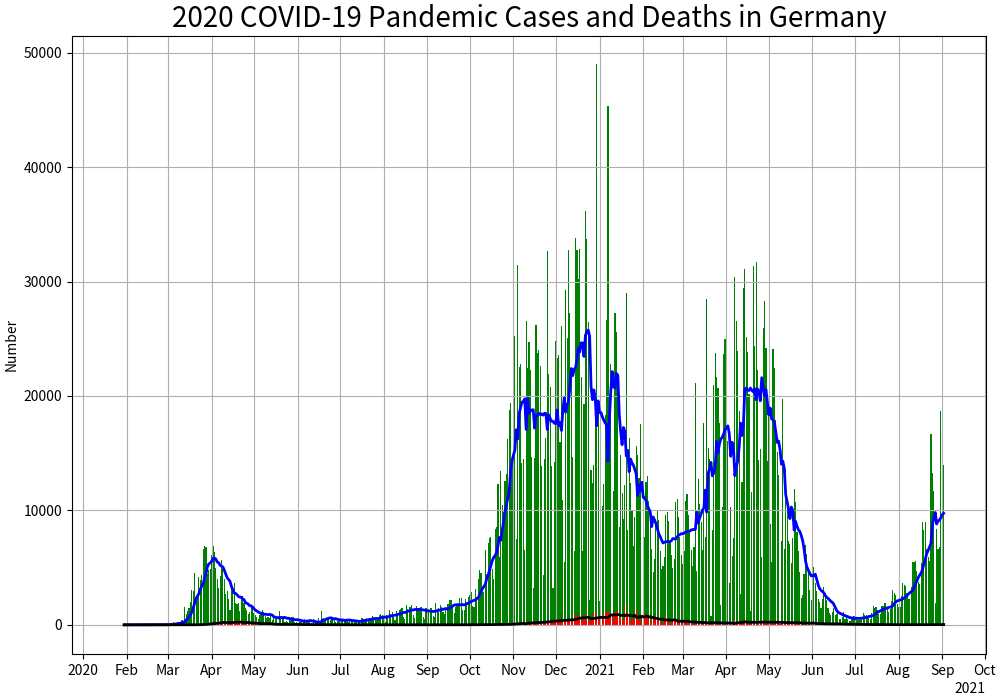 2020 COVID-19 Pandemic Cases and Deaths in Germany
50000
40000
30000
20000
10000
0
Number
2020 Feb Mar Apr May Jun Jul Aug Sep Oct Nov Dec 2021 Feb Mar Apr May Jun Jul Aug Sep Oct
2021